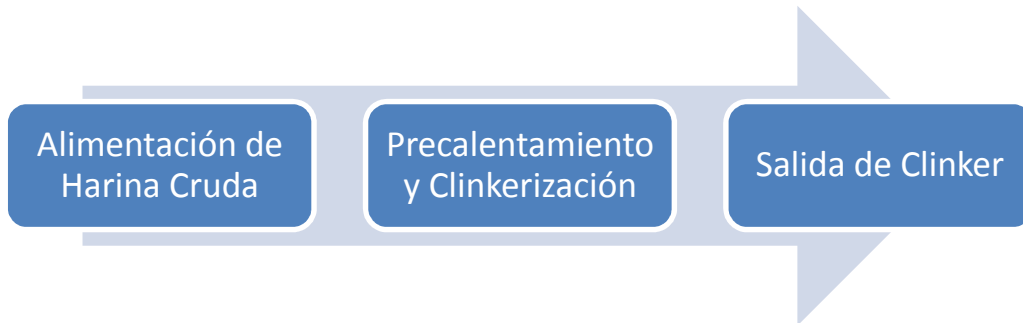 Alimentación de
Harina Cruda
Precalentamiento
y Clinkerización
Salida de Clinker